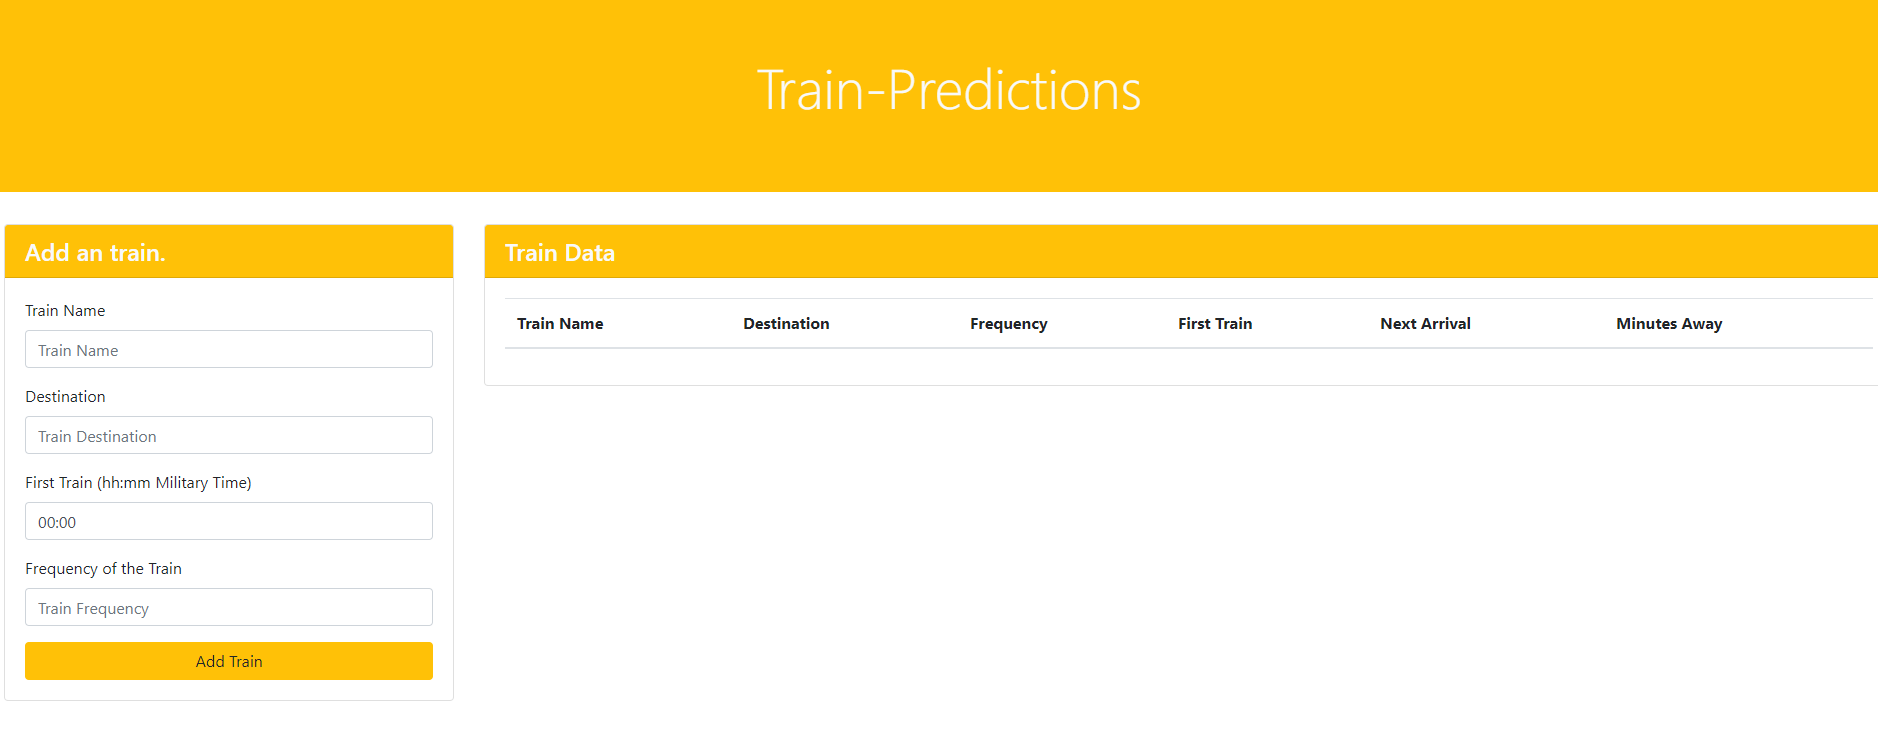 Train-Predictions
Add an train.
Train Name
Train Name
Destination
Train Destination
First Train (hh:mm Military Time)
00:00
Frequency of the Train
Train Frequency
Add Train
Train Data
Train Name Destination Frequency First Train Next Arrival Minutes Away